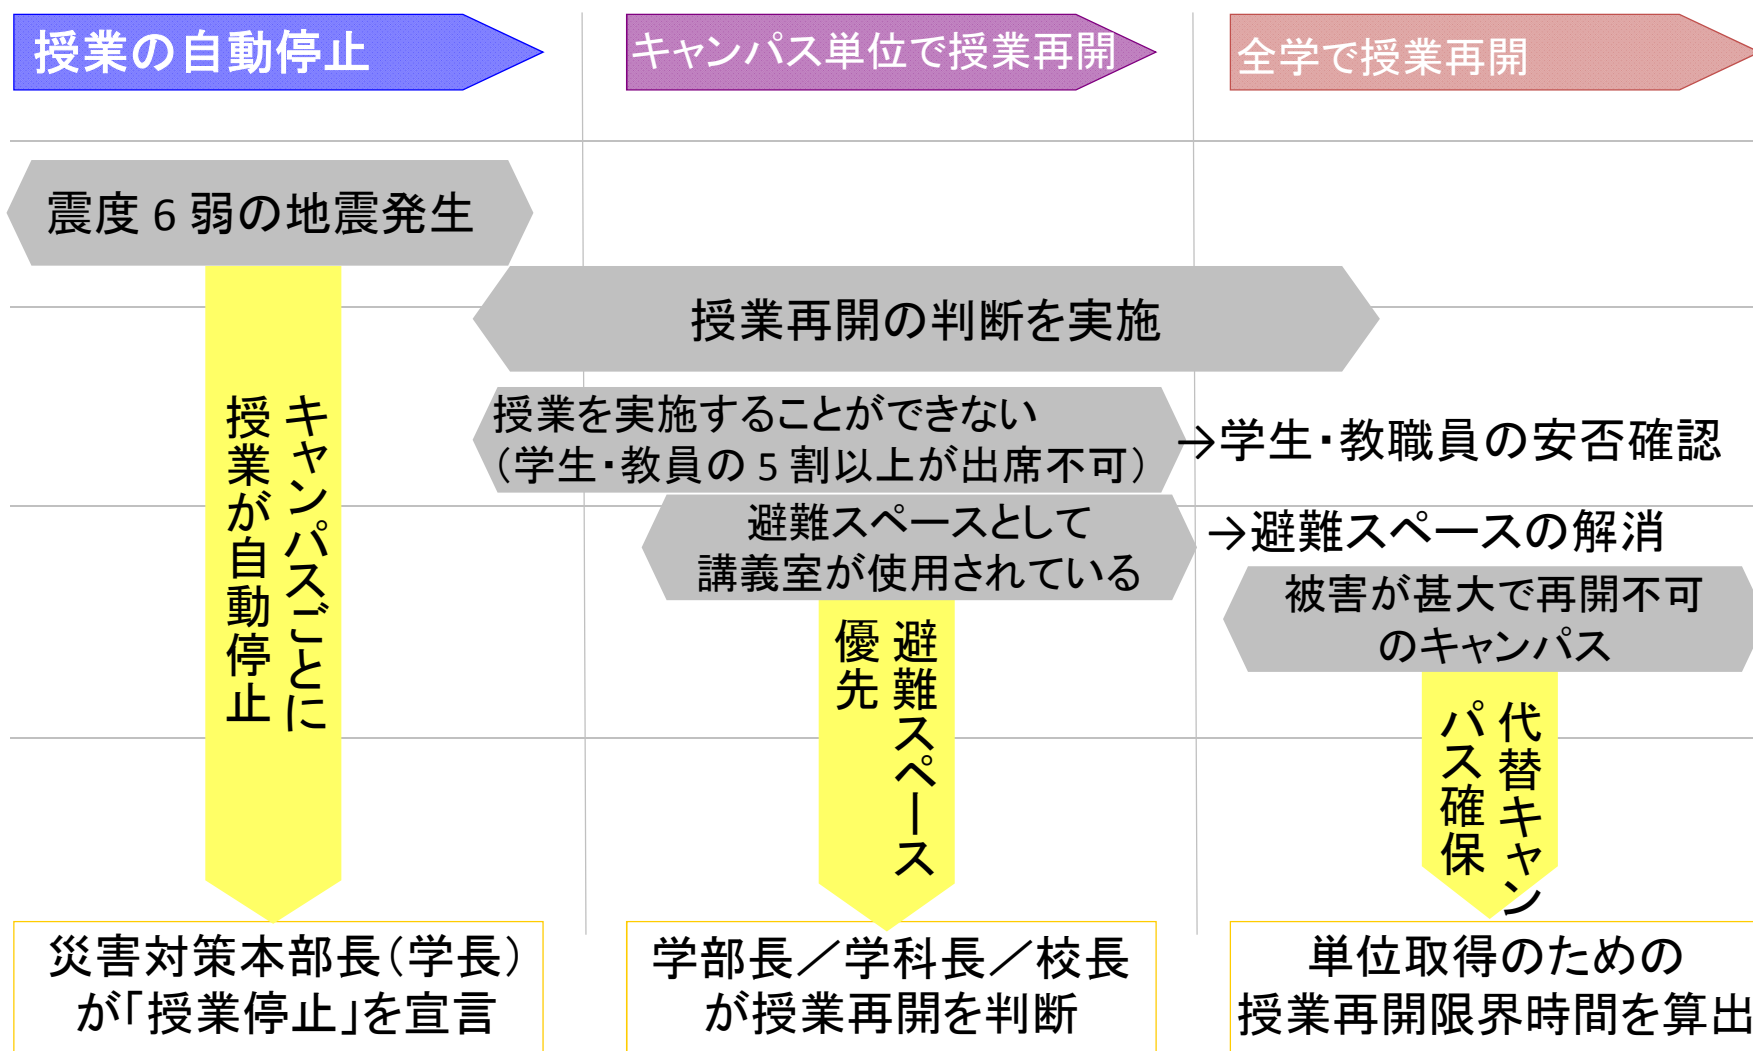 授業の自動停止
キャンパス単位で授業再開
全学で授業再開
震度6弱の地震発生
授業再開の判断を実施
授業を実施することができない
（学生・教員の5割以上が出席不可）
→学生・教職員の安否確認
避難スペースとして
講義室が使用されている
→避難スペースの解消
被害が甚大で再開不可
のキャンパス
キャンパスごとに
授業が自動停止
避難スペース
優先
代替キャン
パス確保
災害対策本部長（学長）
が「授業停止」を宣言
学部長／学科長／校長
が授業再開を判断
単位取得のための
授業再開限界時間を算出